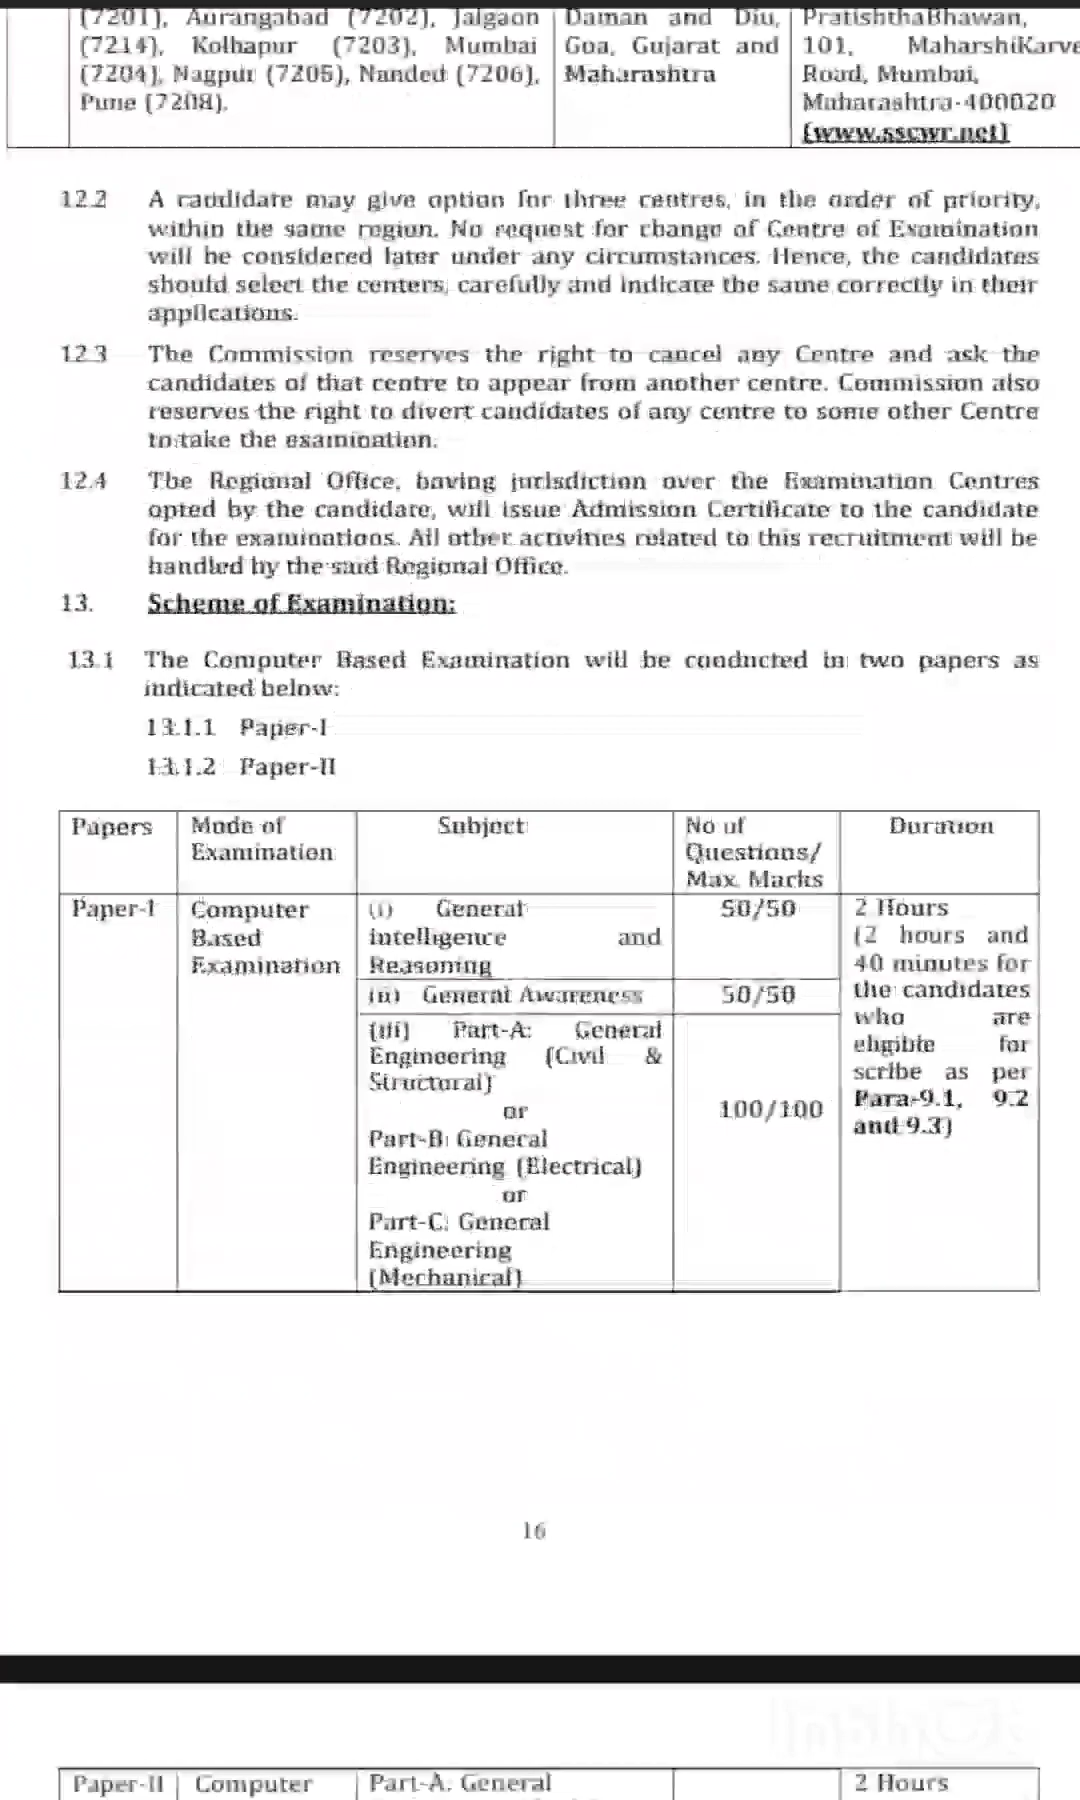 (7201), Aurangabad (7202), Jalgaon
(7214), Kolhapur (7203), Mumbai
(7204), Nagpur (7205), Nanded (7206),
Pune (7208).
Daman and Diu,
Goa, Gujarat and
Maharashtra
PratishthaBhawan,
101, MaharshiKarve
Road, Mumbai,
Maharashtra-400020
(www.sscwr.net)
12.2 A candidate may give option for three centres, in the order of priority,
within the same region. No request for change of Centre of Examination
will be considered later under any circumstances. Hence, the candidates
should select the centers, carefully and indicate the same correctly in their
applications.
12.3 The Commission reserves the right to cancel any Centre and ask the
candidates of that centre to appear from another centre. Commission also
reserves the right to divert candidates of any centre to some other Centre
to take the examination.
12.4 The Regional Office, having jurisdiction over the Examination Centres
opted by the candidate, will issue Admission Certificate to the candidate
for the examinations. All other activities related to this recruitment will be
handled by the said Regional Office.
13. Scheme of Examination:
13.1 The Computer Based Examination will be conducted in two papers as
indicated below:
13.1.1 Paper-I
13.1.2 Paper-II
Papers
Mode of
Examination
Subject
No of
Questions/
Max. Marks
Duration
Paper-I
Computer
Based
Examination
(i) General
Intelligence and
Reasoning
50/50
(ii) General Awareness
50/50
(iii) Part-A: General
Engineering (Civil &
Structural)
or
Part-B: General
Engineering (Electrical)
or
Part-C: General
Engineering
(Mechanical)
100/100
2 Hours
(2 hours and
40 minutes for
the candidates
who are
eligible for
scribe as per
Para-9.1, 9.2
and 9.3)
16
Paper-II
Computer
Part-A: General
2 Hours